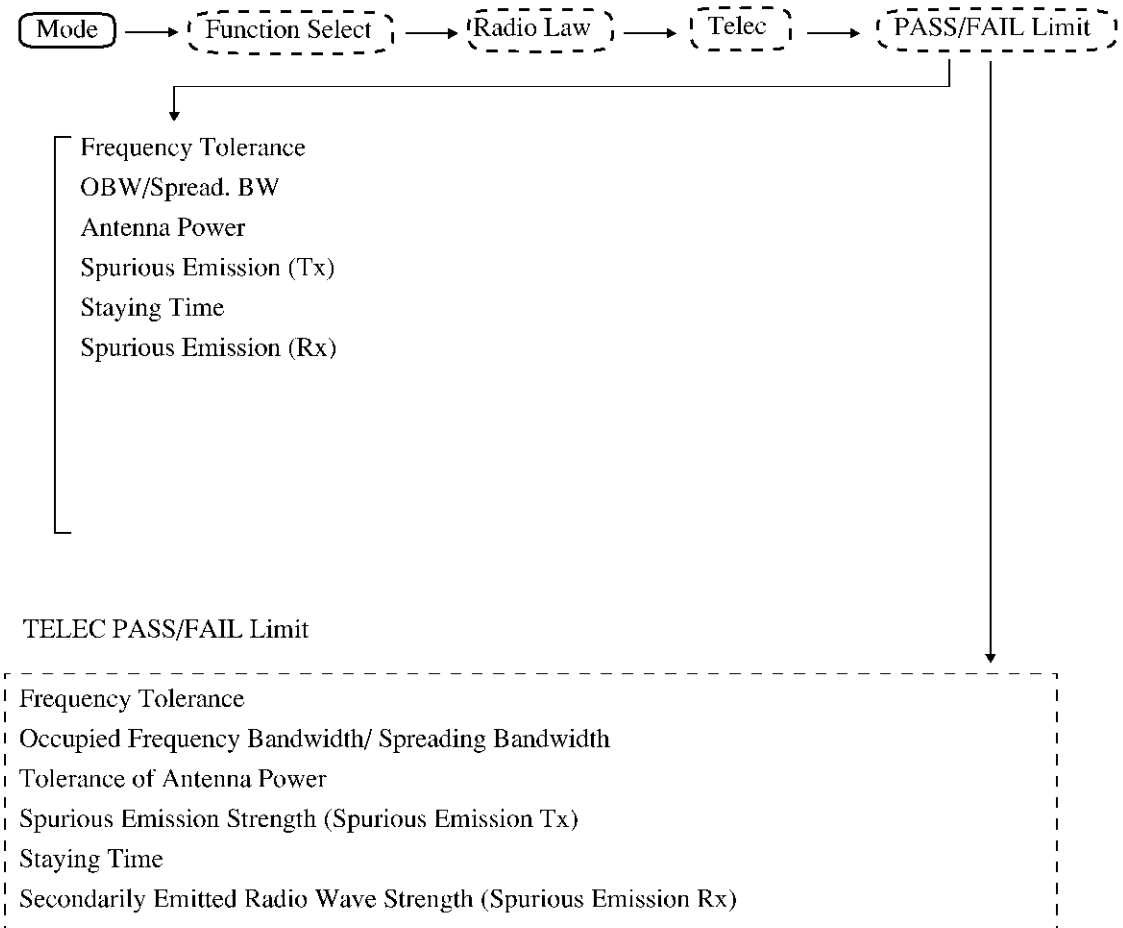 Mode Function Select Radio Law Telec PASS/FAIL Limit
Frequency Tolerance
OBW/Spread. BW
Antenna Power
Spurious Emission (Tx)
Staying Time
Spurious Emission (Rx)
TELEC PASS/FAIL Limit
Frequency Tolerance
Occupied Frequency Bandwidth/ Spreading Bandwidth
Tolerance of Antenna Power
Spurious Emission Strength (Spurious Emission Tx)
Staying Time
Secondarily Emitted Radio Wave Strength (Spurious Emission Rx)